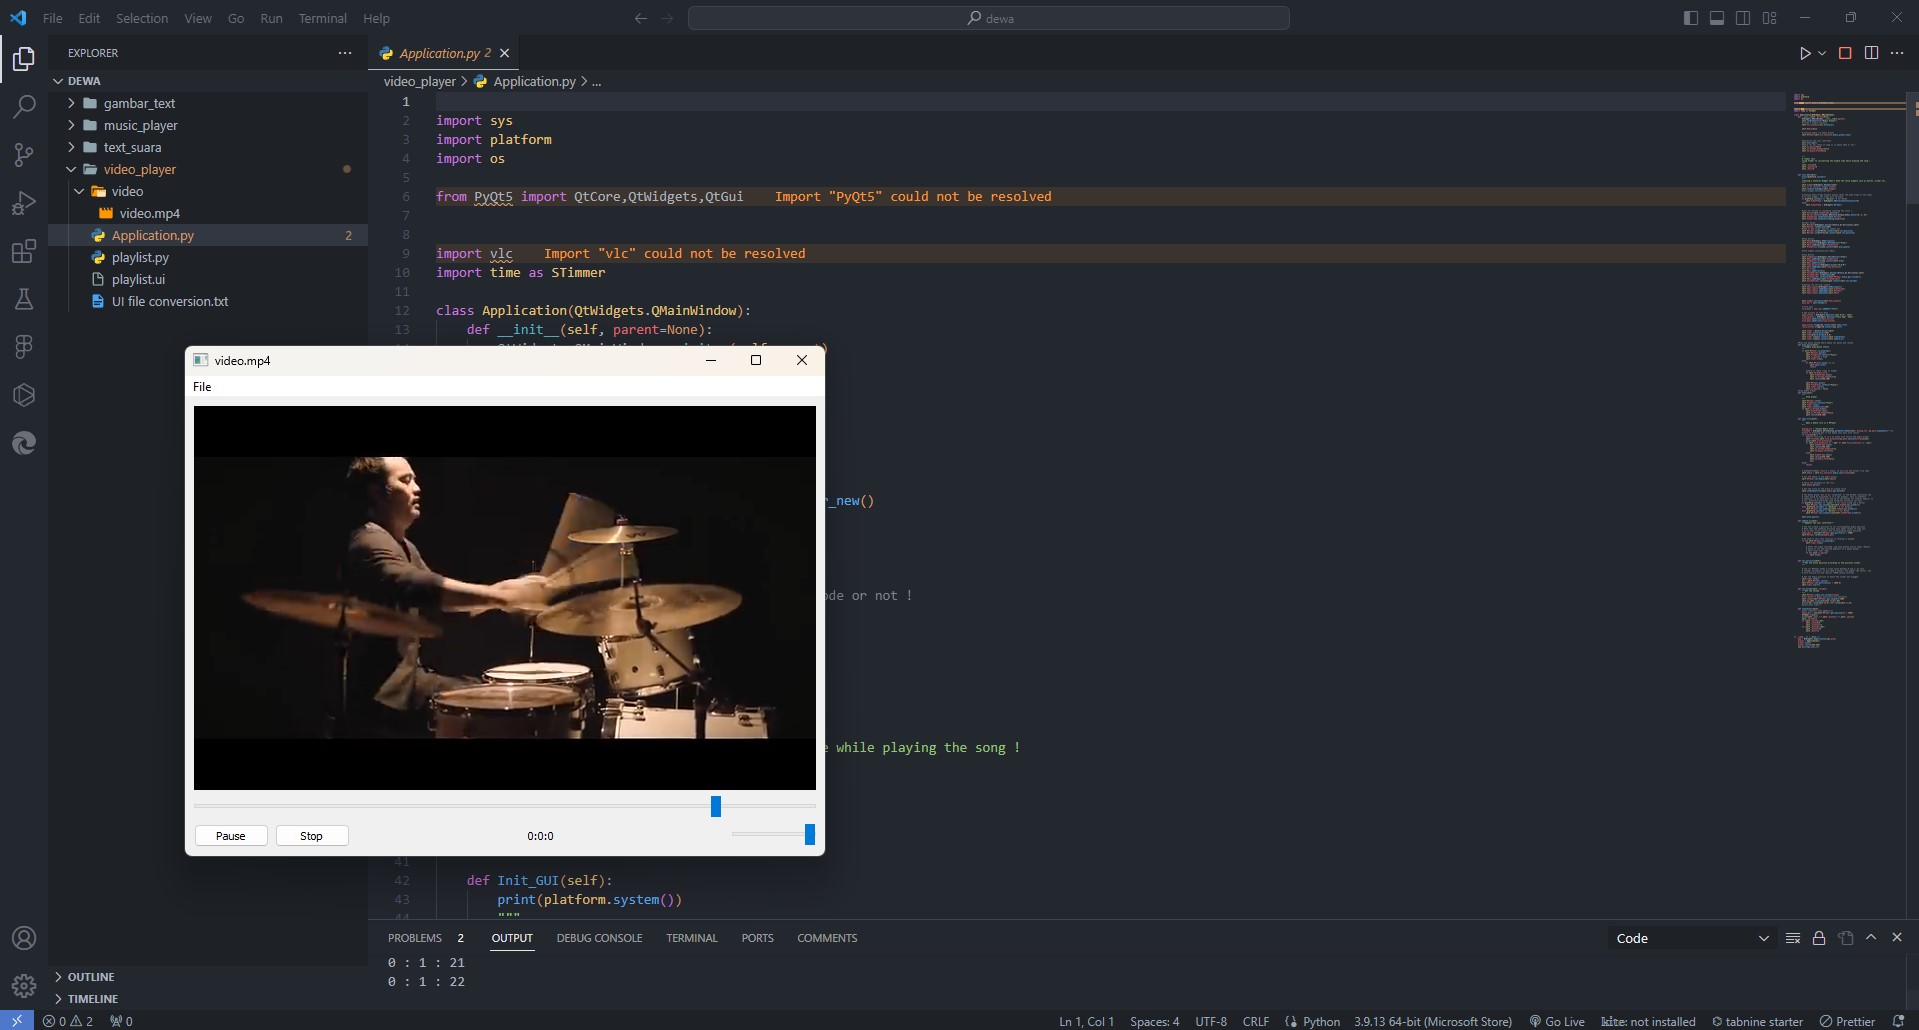 File Edit Selection View Go Run Terminal Help
dewa
EXPLORER
DEWA
gambar_text
music_player
text_suara
video_player
video
video.mp4
Application.py 2
playlist.py
playlist.ui
UI file conversion.txt
OUTLINE
TIMELINE
Application.py 2
video_player > Application.py > ...
1
2 import sys
3 import platform
4 import os
5
6 from PyQt5 import QtCore,QtWidgets,QtGui Import "PyQt5" could not be resolved
7
8
9 import vlc Import "vlc" could not be resolved
10 import time as STimmer
11
12 class Application(QtWidgets.QMainWindow):
13 def __init__(self, parent=None):
r_new()
ode or not !
e while playing the song !
41
42 def Init_GUI(self):
43 print(platform.system())
44 """
video.mp4
File
Pause
Stop
0:0:0
PROBLEMS 2 OUTPUT DEBUG CONSOLE TERMINAL PORTS COMMENTS
Code
0 : 1 : 21
0 : 1 : 22
0 2 0
Ln 1, Col 1 Spaces: 4 UTF-8 CRLF Python 3.9.13 64-bit (Microsoft Store) Go Live kite: not installed tabnine starter Prettier